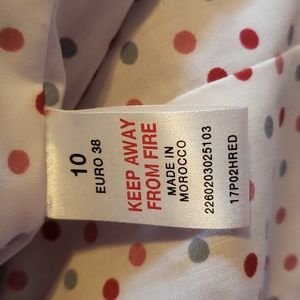 10
EURO 38
KEEP AWAY
FROM FIRE
MADE IN
MOROCCO
2260203025103
17P02HRED